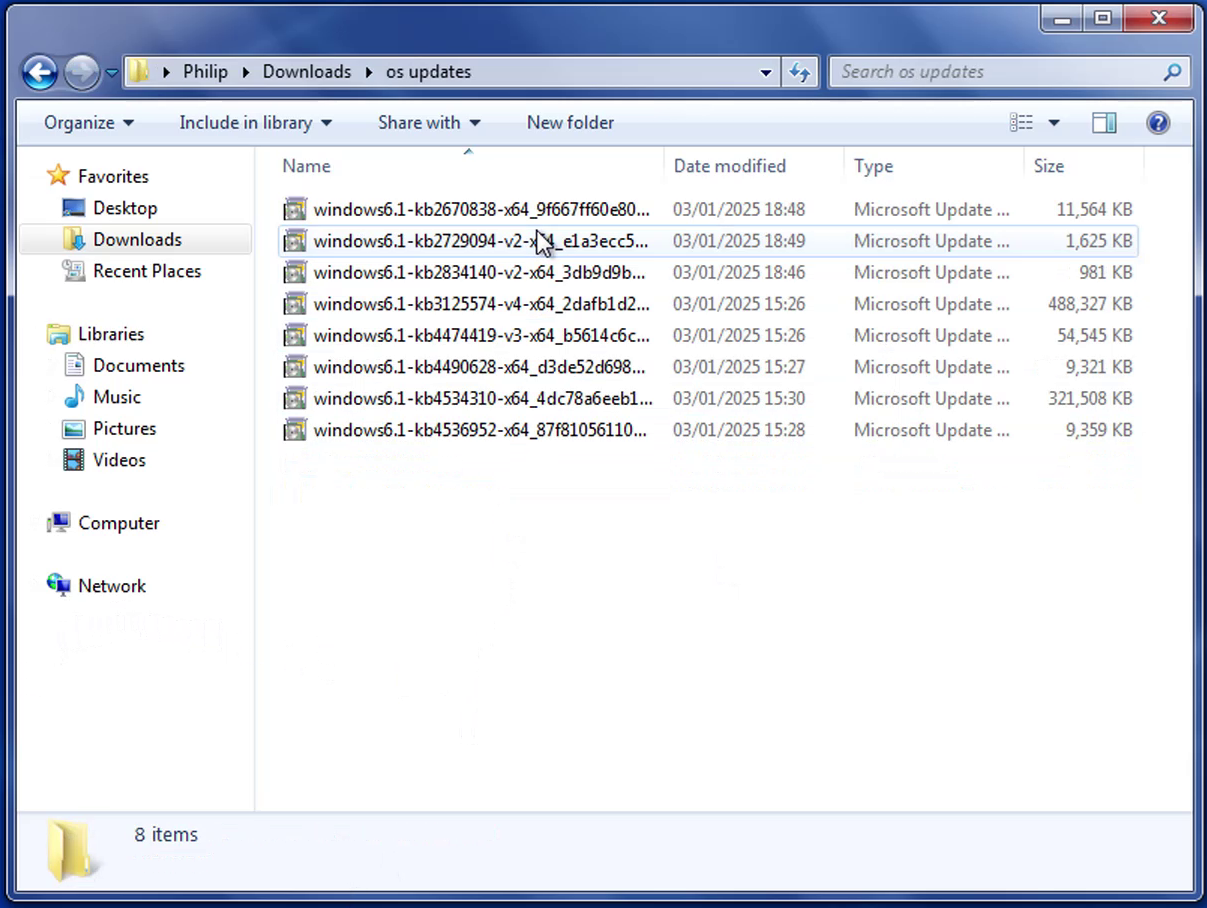 Philip Downloads os updates
Search os updates
Organize Include in library Share with New folder
Name Date modified Type Size
Favorites
Desktop
Downloads
Recent Places
Libraries
Documents
Music
Pictures
Videos
Computer
Network
windows6.1-kb2670838-x64_9f667ff60e80... 03/01/2025 18:48 Microsoft Update ... 11,564 KB
windows6.1-kb2729094-v2-x64_e1a3ecc5... 03/01/2025 18:49 Microsoft Update ... 1,625 KB
windows6.1-kb2834140-v2-x64_3db9d9b... 03/01/2025 18:46 Microsoft Update ... 981 KB
windows6.1-kb3125574-v4-x64_2dafb1d2... 03/01/2025 15:26 Microsoft Update ... 488,327 KB
windows6.1-kb4474419-v3-x64_b5614c6c... 03/01/2025 15:26 Microsoft Update ... 54,545 KB
windows6.1-kb4490628-x64_d3de52d698... 03/01/2025 15:27 Microsoft Update ... 9,321 KB
windows6.1-kb4534310-x64_4dc78a6eeb1... 03/01/2025 15:30 Microsoft Update ... 321,508 KB
windows6.1-kb4536952-x64_87f81056110... 03/01/2025 15:28 Microsoft Update ... 9,359 KB
8 items